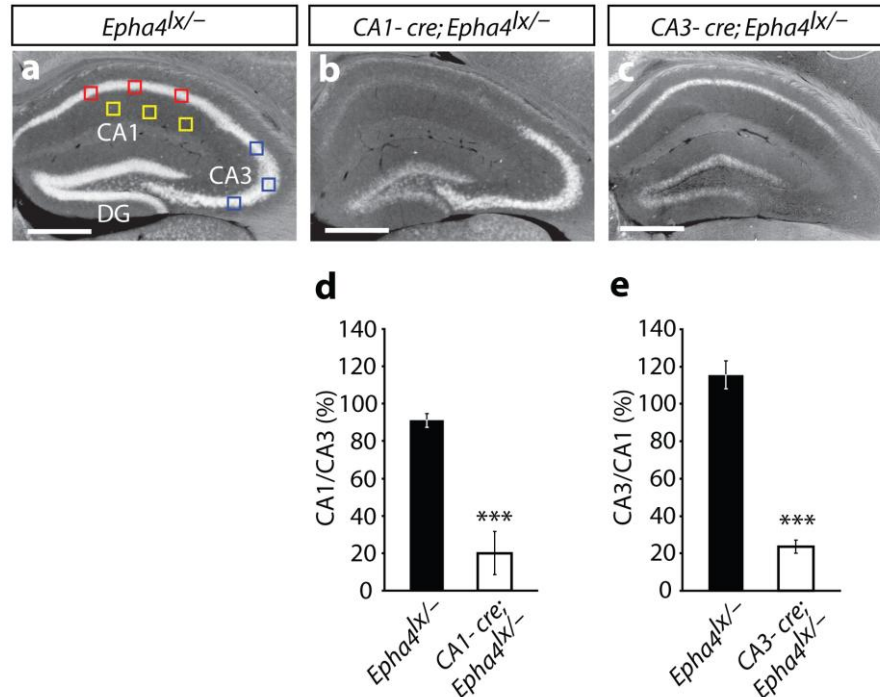 Epha4lx/–
CA1- cre; Epha4lx/–
CA3- cre; Epha4lx/–
a
b
c
CA1
CA3
DG
d
e
140
120
100
80
60
40
20
0
CA1/CA3 (%)
***
Epha4lx/–
CA1- cre;
Epha4lx/–
140
120
100
80
60
40
20
0
CA3/CA1 (%)
***
Epha4lx/–
CA3- cre;
Epha4lx/–